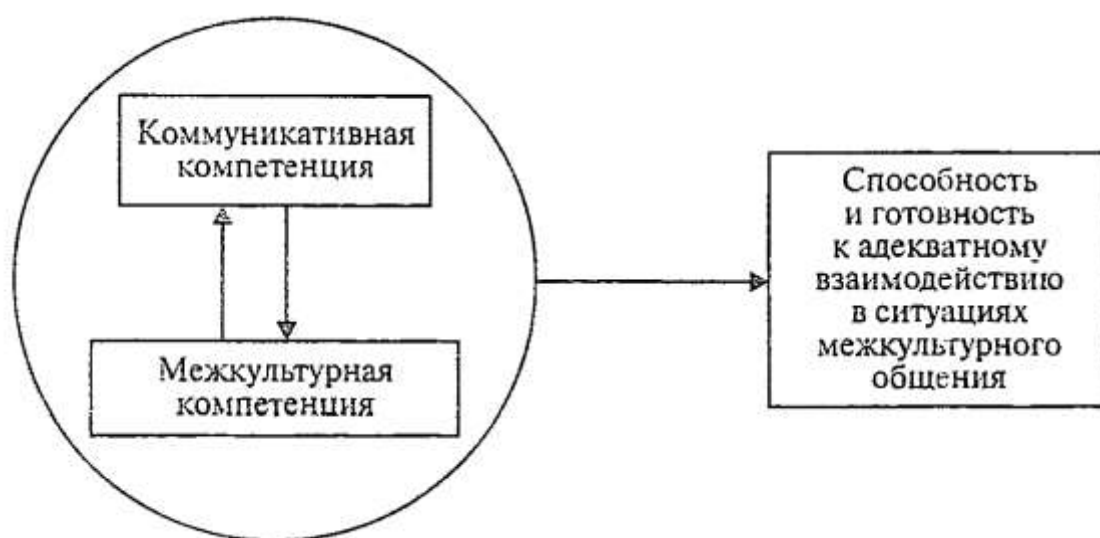 Коммуникативная
компетенция
Межкультурная
компетенция
Способность
и готовность
к адекватному
взаимодействию
в ситуациях
межкультурного
общения